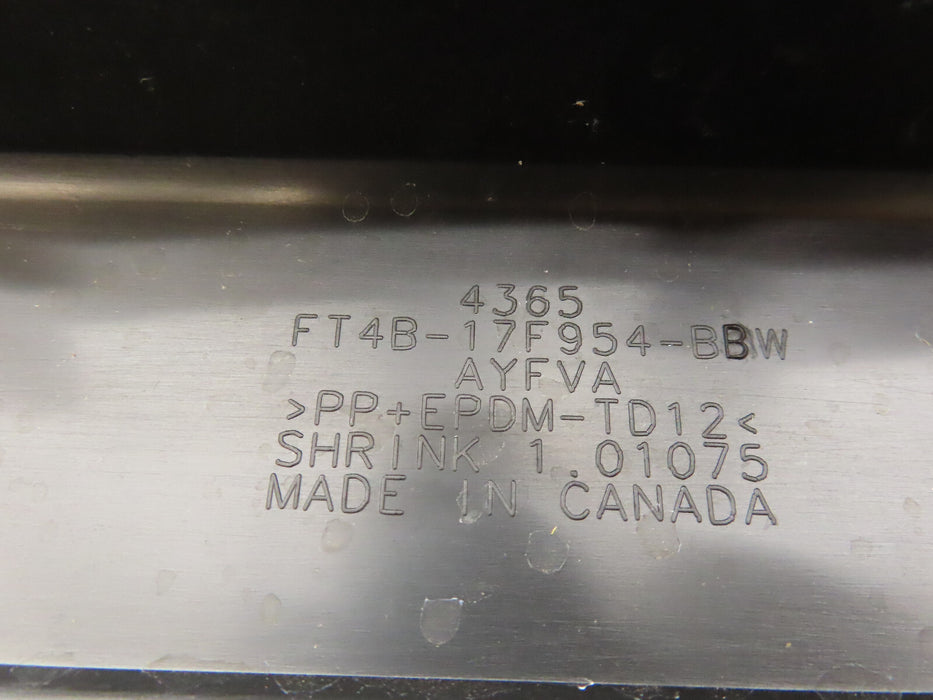 4365
FT4B-17F954-BBW
AYFVA
>PP+EPDM-TD12<
SHRINK 1.01075
MADE IN CANADA